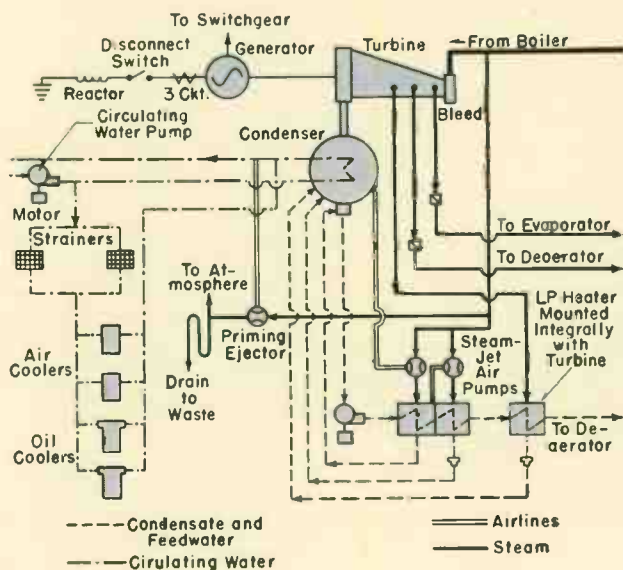 To Switchgear
Disconnect
Switch
Generator
Turbine
From Boiler
Reactor
3 Ckt.
Bleed
Circulating
Water Pump
Condenser
Motor
Strainers
To Evaporator
To Deoerator
To At-
mosphere
LP Heater
Mounted
Integrally
with
Turbine
Priming
Ejector
Steam-
Jet Air
Pumps
Air
Coolers
Drain
to
Waste
Oil
Coolers
To De-
aerator
Condensate and
Feedwater
Cirulating Water
Airlines
Steam